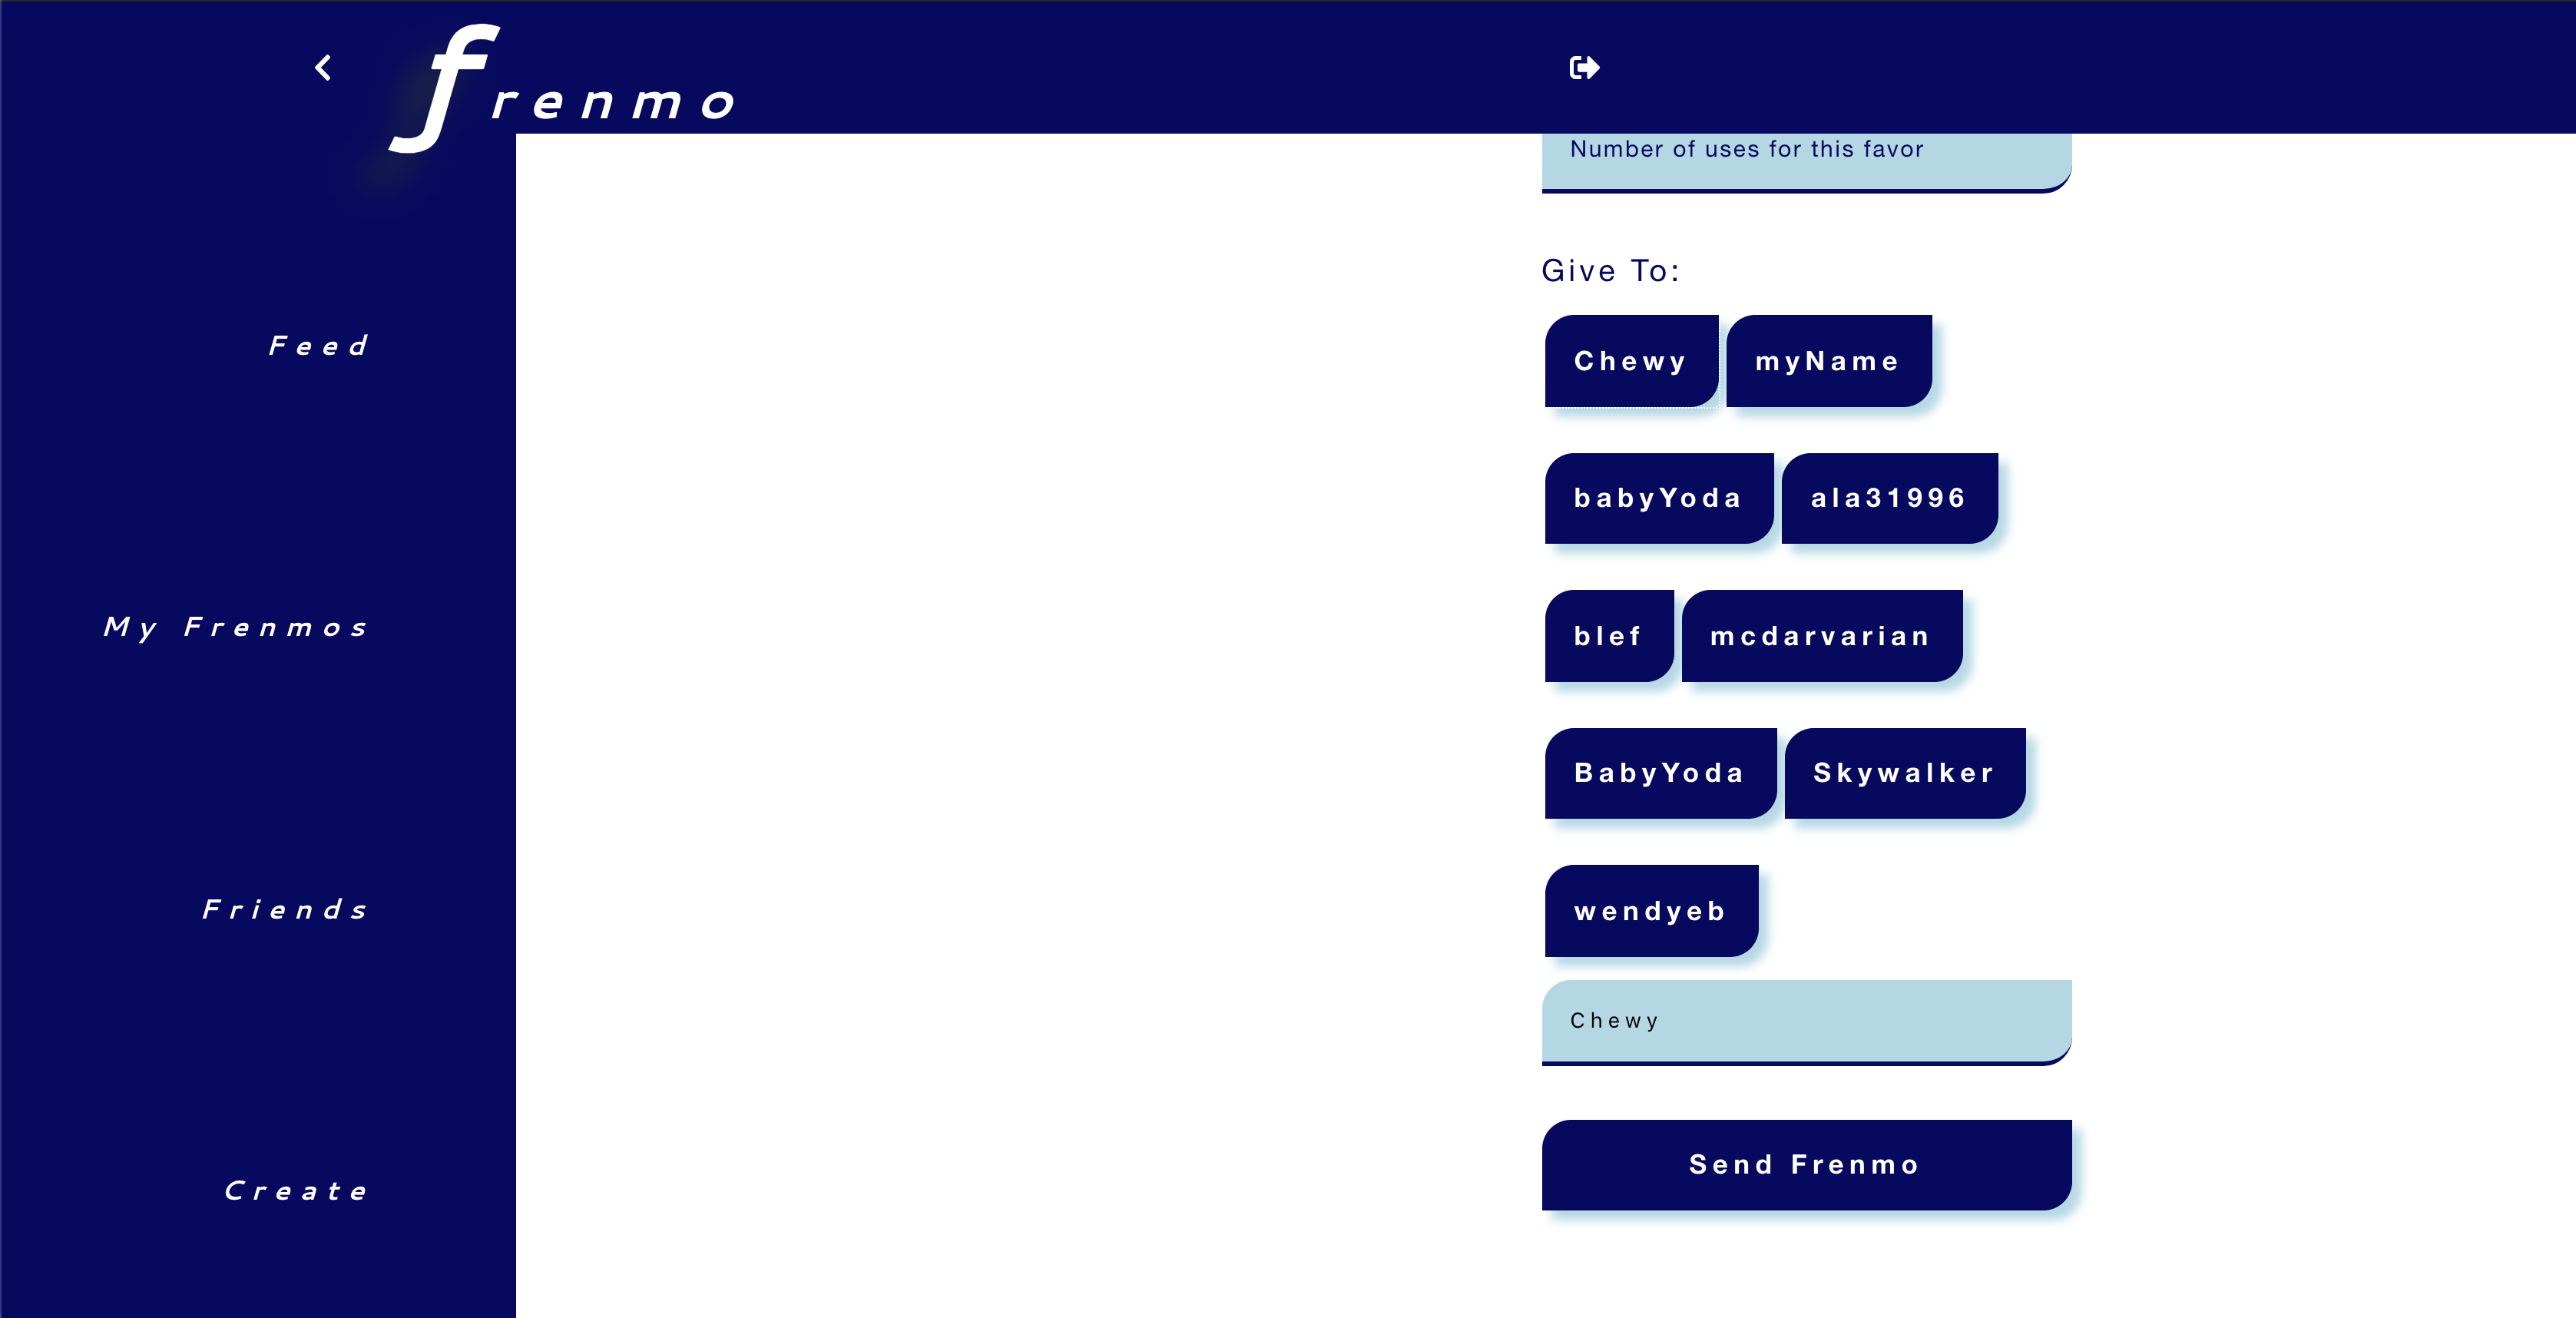 frenmo
Number of uses for this favor
Give To:
Chewy myName
Feed
babyYoda ala31996
blef mcdarvarian
My Frenmos
BabyYoda Skywalker
wendyeb
Friends
Chewy
Send Frenmo
Create